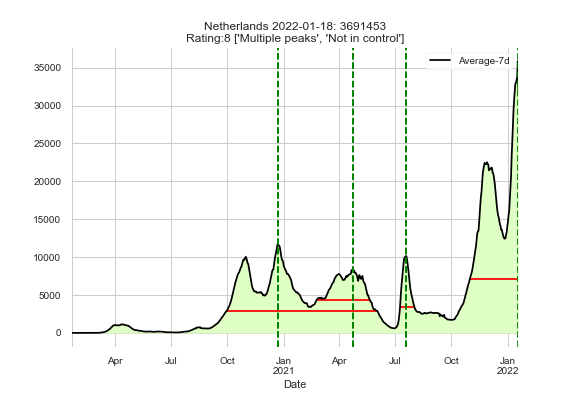 Netherlands 2022-01-18: 3691453
Rating:8 ['Multiple peaks', 'Not in control']
Average-7d
35000
30000
25000
20000
15000
10000
5000
0
Apr Jul Oct Jan Apr Jul Oct Jan
2021 2022
Date